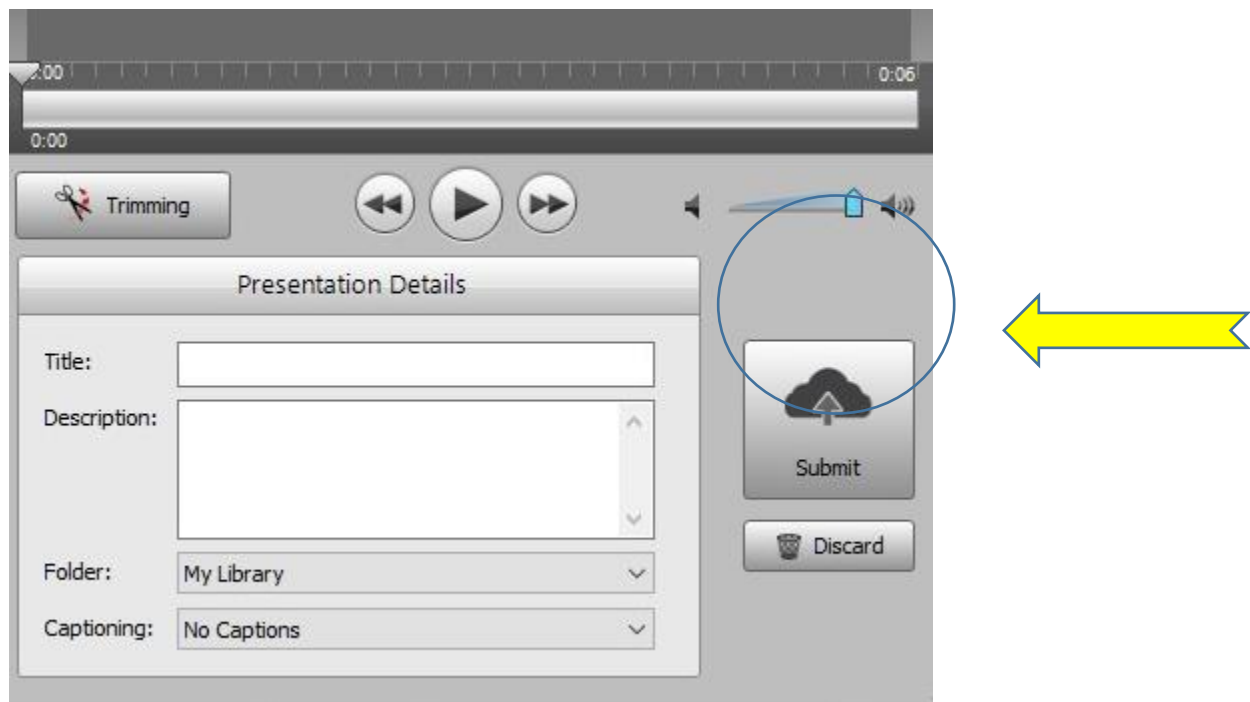 0:00
0:06
0:00
Trimming
Presentation Details
Title:
Description:
Submit
Discard
Folder: My Library
Captioning: No Captions